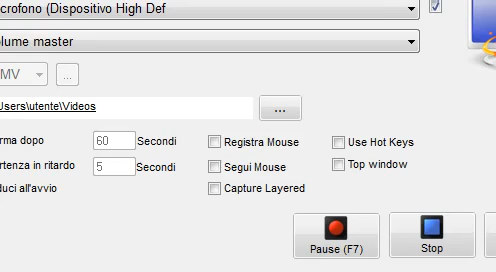 crofono (Dispositivo High Def
lume master
MV ...
Users\utente\Videos ...
rma dopo 60 Secondi Registra Mouse Use Hot Keys
rtenza in ritardo 5 Secondi Segui Mouse Top window
duci all'avvio Capture Layered
Pause (F7) Stop